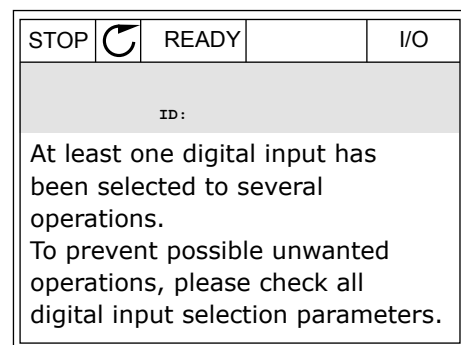 STOP READY I/O
ID:
At least one digital input has
been selected to several
operations.
To prevent possible unwanted
operations, please check all
digital input selection parameters.